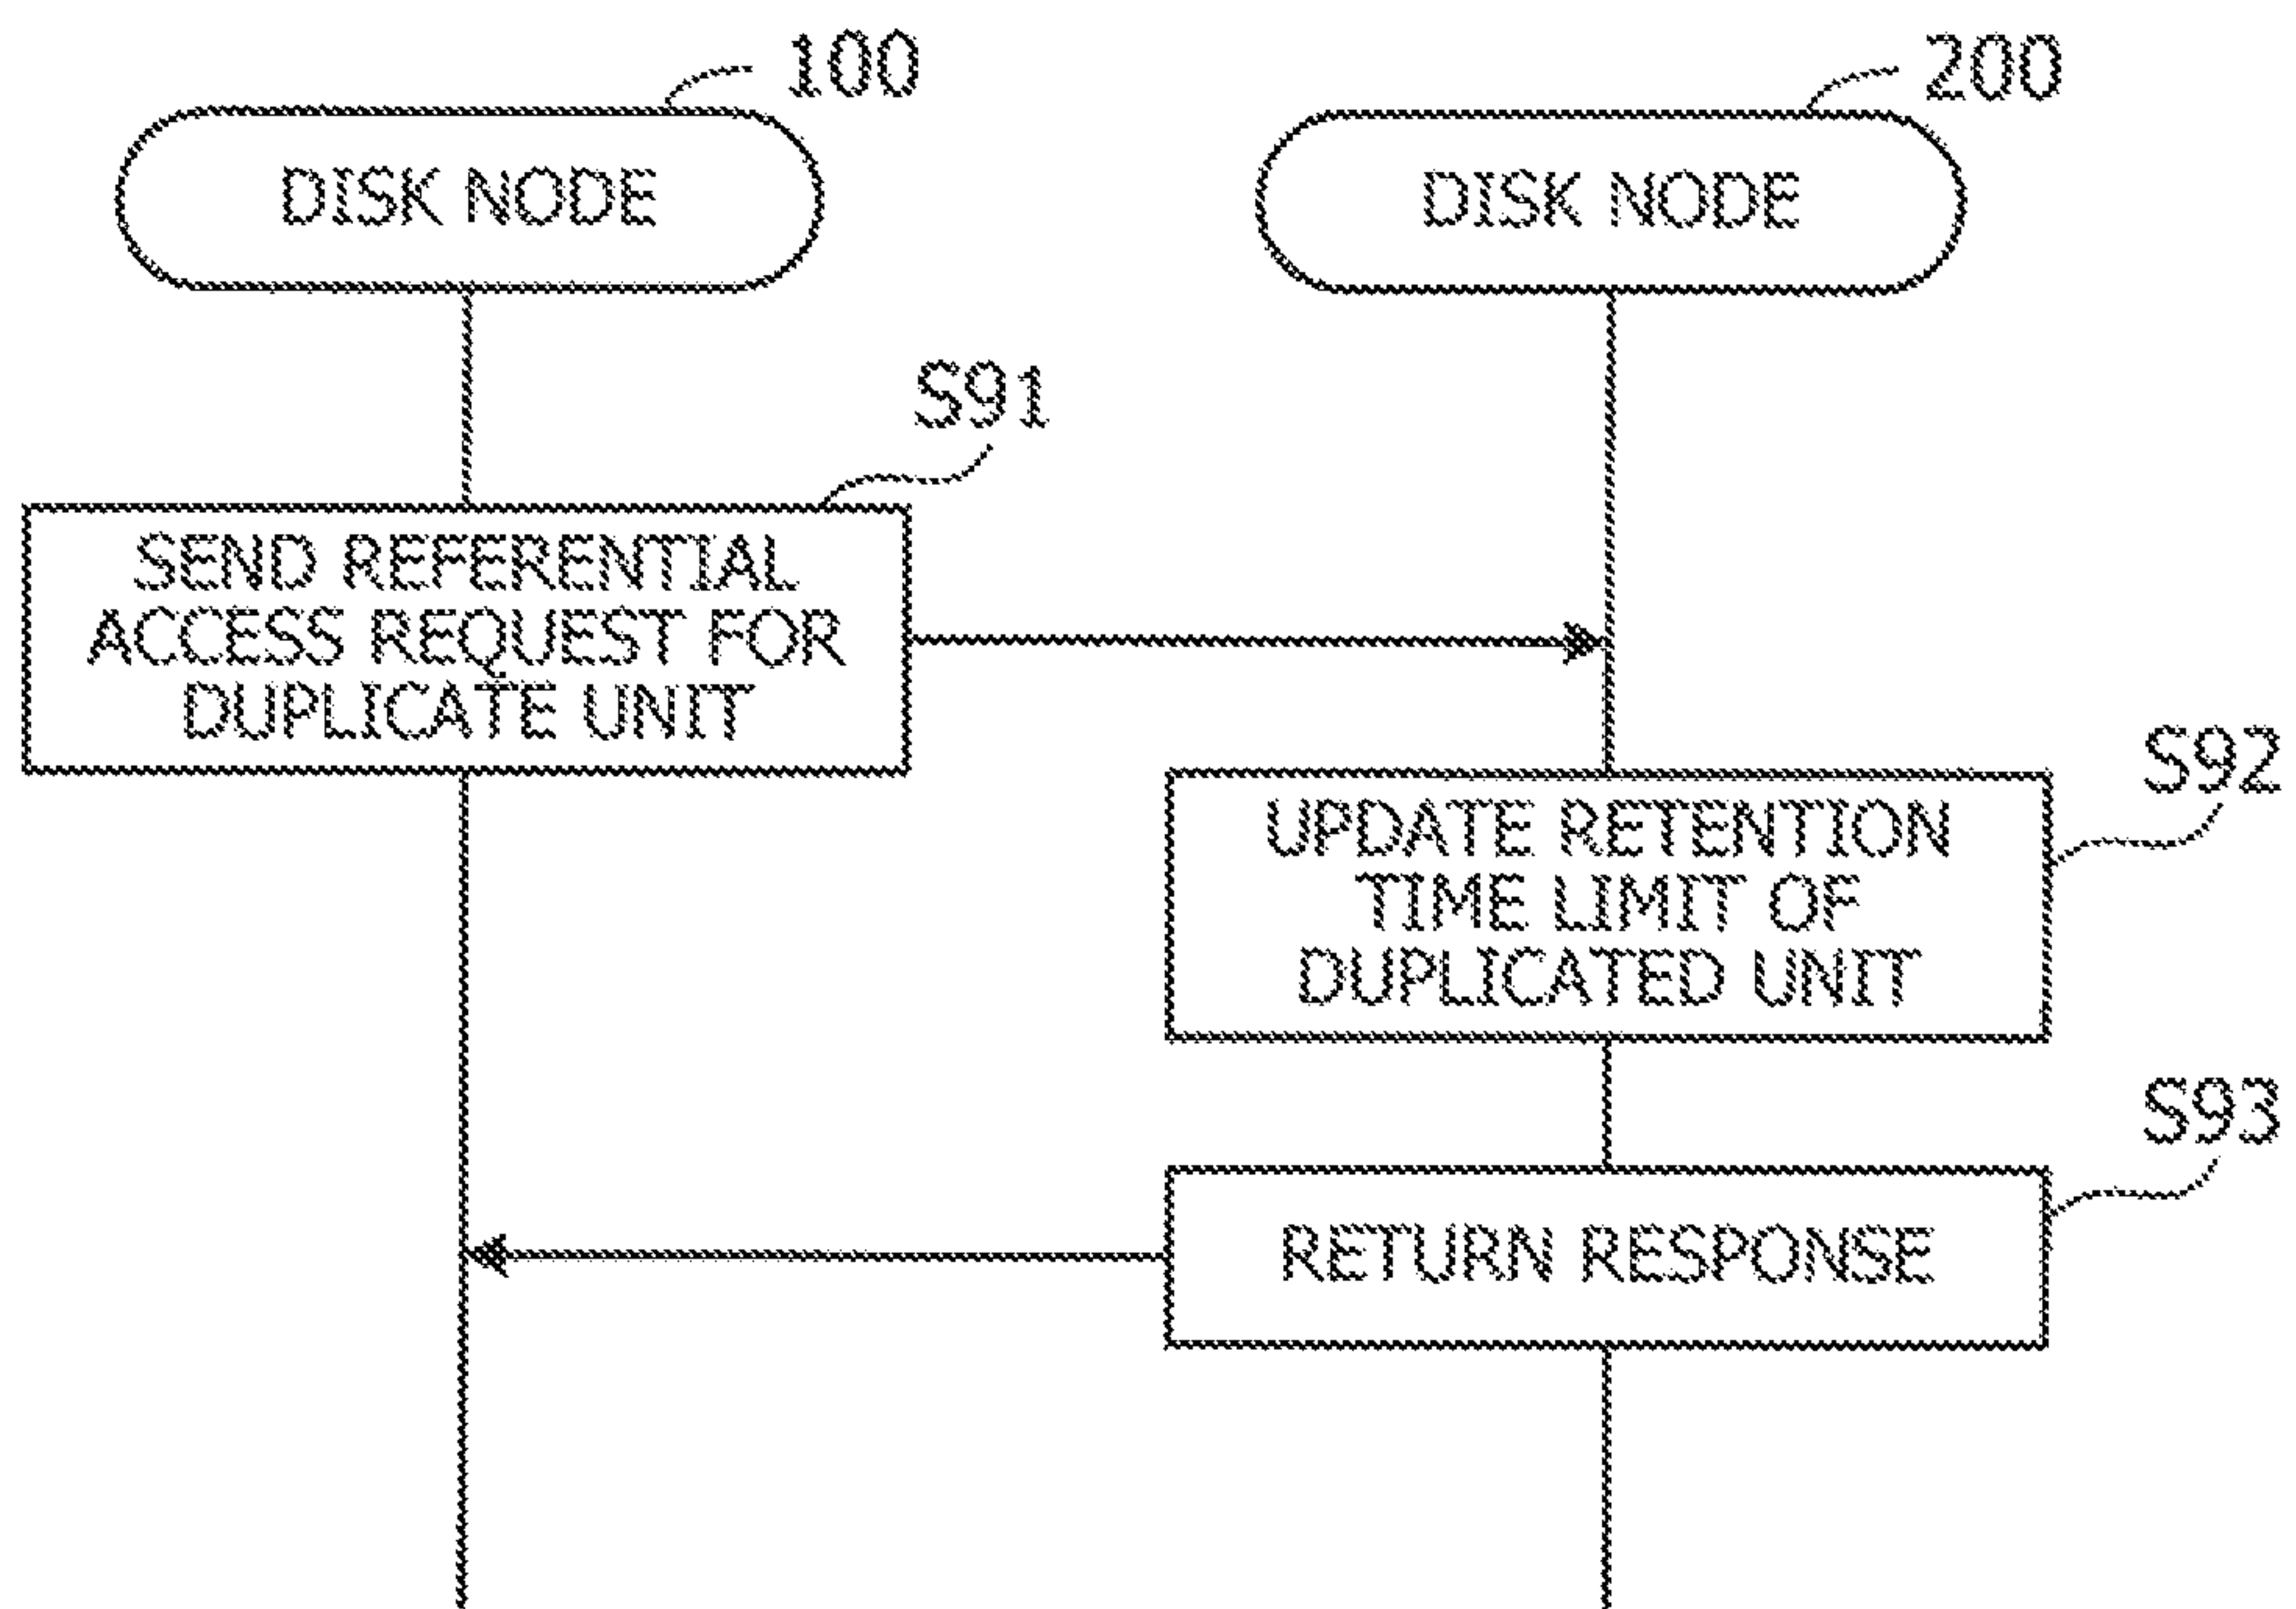 100
200
DISK NODE
DISK NODE
S91
SEND REFERENTIAL
ACCESS REQUEST FOR
DUPLICATE UNIT
S92
UPDATE RETENTION
TIME LIMIT OF
DUPLICATED UNIT
S93
RETURN RESPONSE